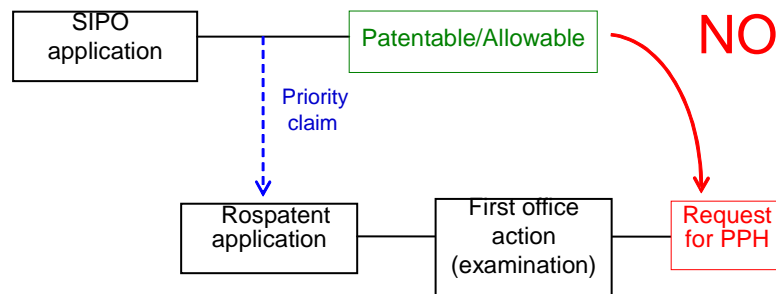 SIPO
application
Patentable/Allowable
NO
Priority
claim
Rospatent
application
First office
action
(examination)
Request
for PPH